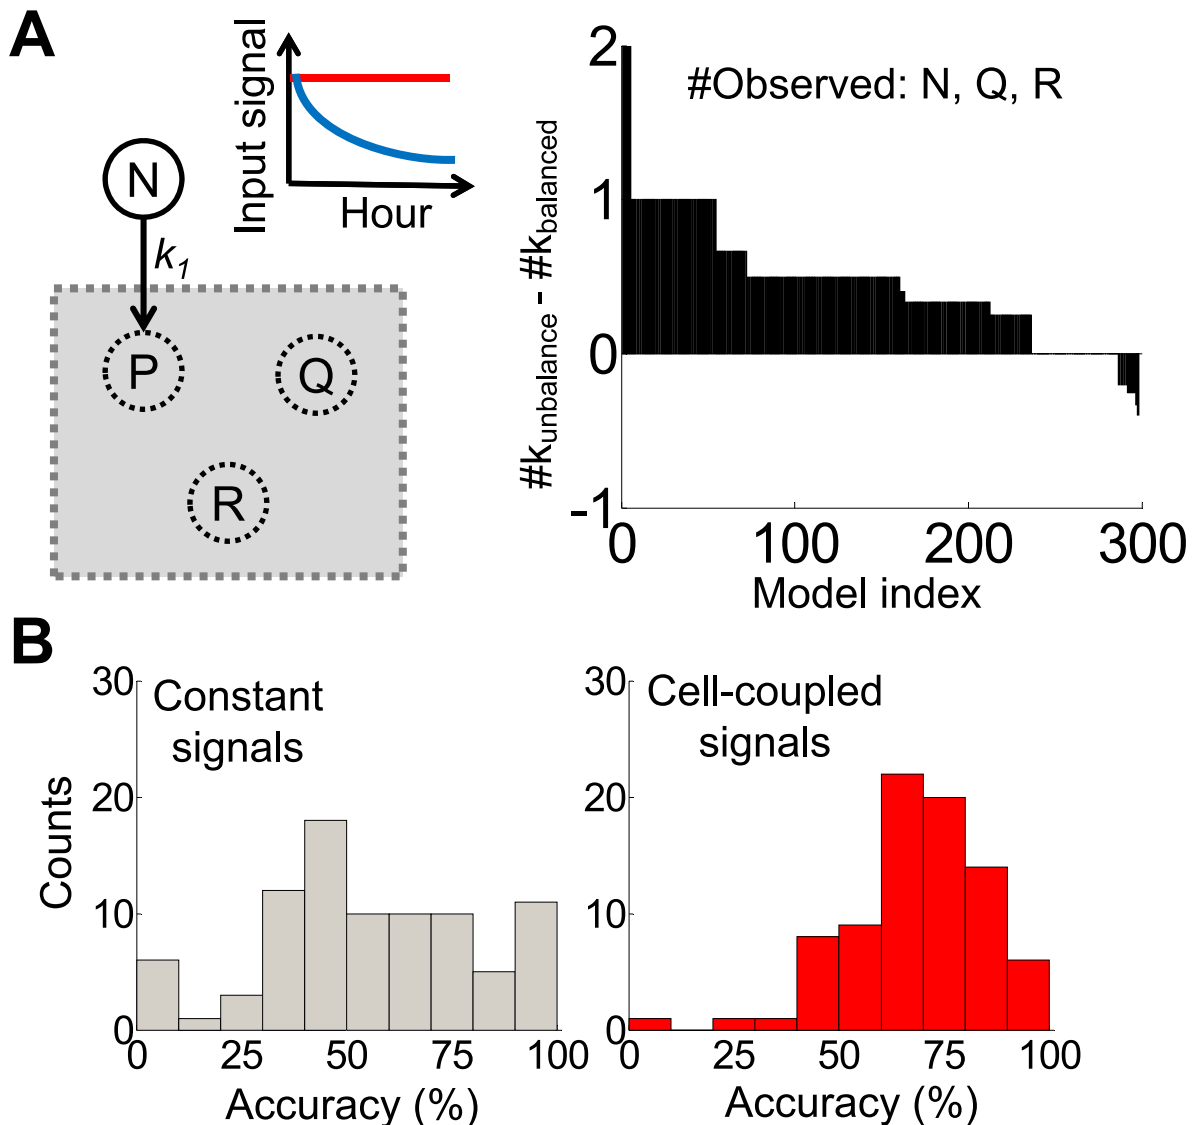 A
Input signal
Hour
N
k1
P
Q
R
#Observed: N, Q, R
#kunbalance - #kbalanced
2
1
0
-1
0 100 200 300
Model index
B
Constant
signals
Counts
30
20
10
0
0 25 50 75 100
Accuracy (%)
Cell-coupled
signals
30
20
10
0
0 25 50 75 100
Accuracy (%)